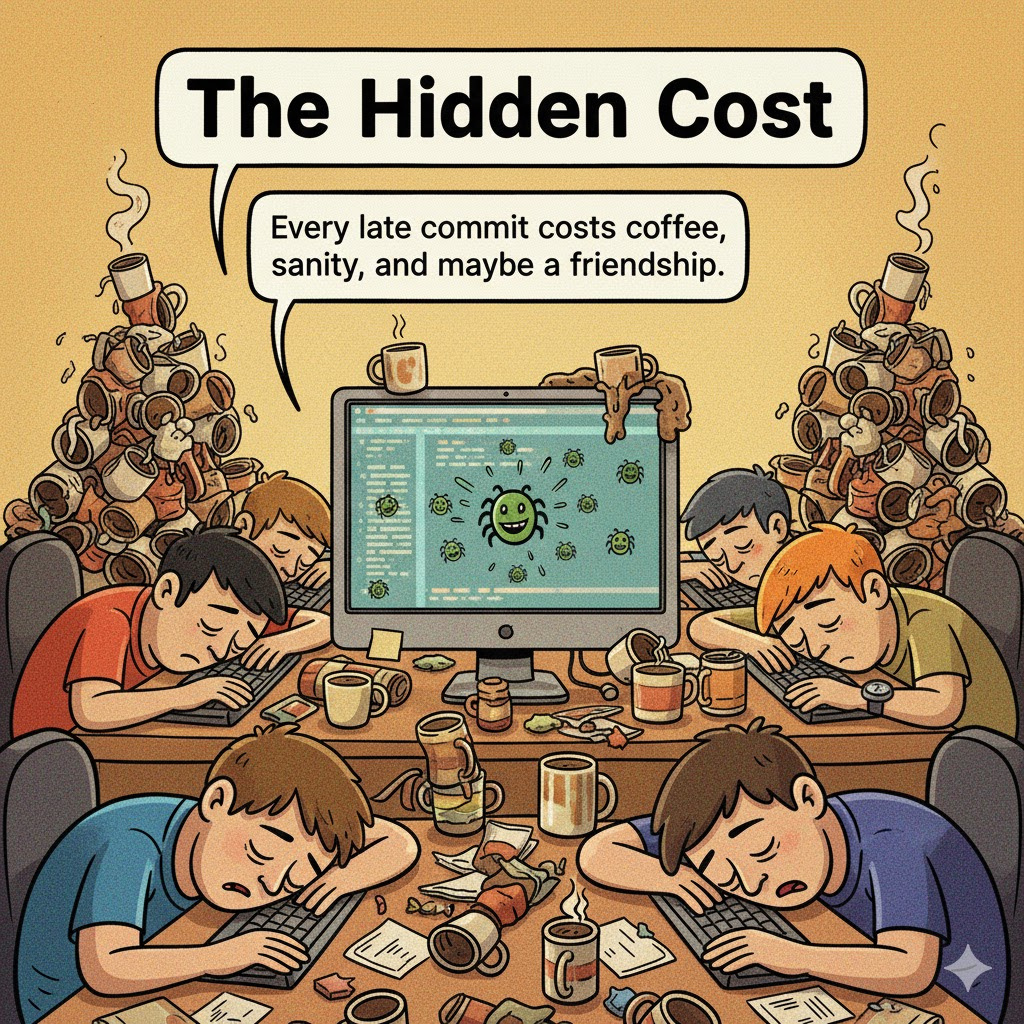 The Hidden Cost
Every late commit costs coffee,
sanity, and maybe a friendship.